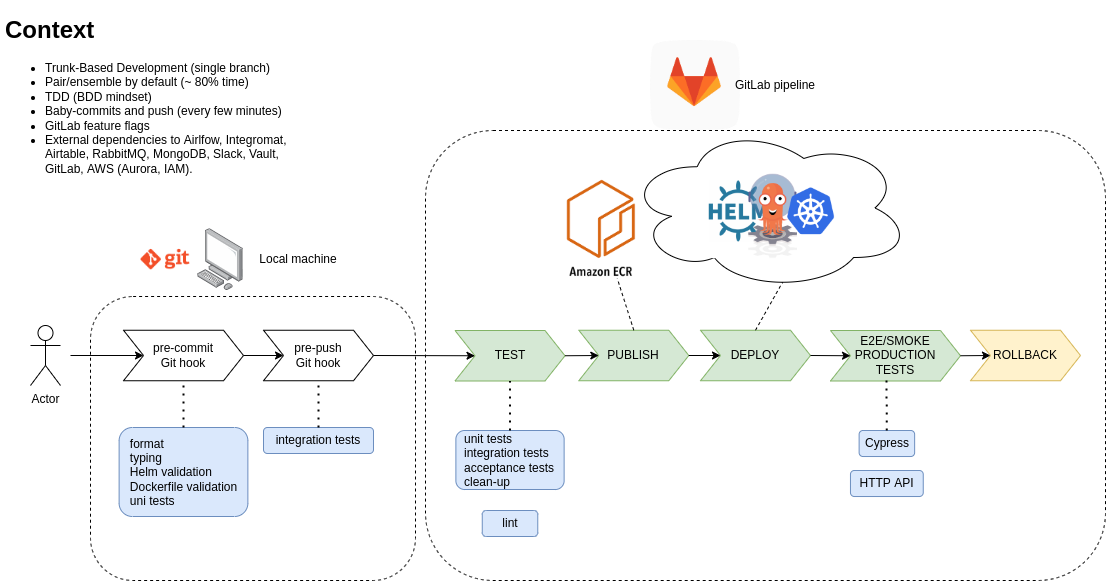 Context
Trunk-Based Development (single branch)
Pair/ensemble by default (~ 80% time)
TDD (BDD mindset)
Baby-commits and push (every few minutes)
GitLab feature flags
External dependencies to Airlfow, Integromat,
Airtable, RabbitMQ, MongoDB, Slack, Vault,
GitLab, AWS (Aurora, IAM).
GitLab pipeline
HELM
Amazon ECR
git
Local machine
Actor
pre-commit
Git hook
pre-push
Git hook
TEST
PUBLISH
DEPLOY
E2E/SMOKE
PRODUCTION
TESTS
ROLLBACK
format
typing
Helm validation
Dockerfile validation
uni tests
integration tests
unit tests
integration tests
acceptance tests
clean-up
lint
Cypress
HTTP API